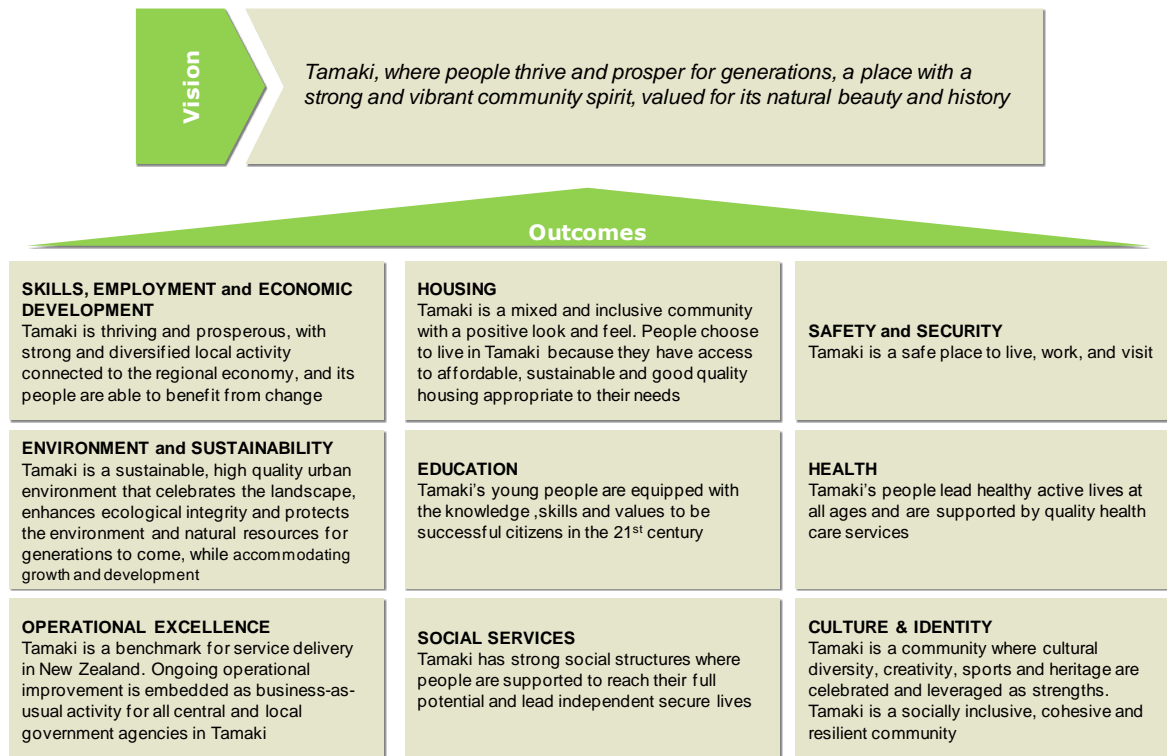 Vision
Tamaki, where people thrive and prosper for generations, a place with a
strong and vibrant community spirit, valued for its natural beauty and history
Outcomes
SKILLS, EMPLOYMENT and ECONOMIC
DEVELOPMENT
Tamaki is thriving and prosperous, with
strong and diversified local activity
connected to the regional economy, and its
people are able to benefit from change
HOUSING
Tamaki is a mixed and inclusive community
with a positive look and feel. People choose
to live in Tamaki because they have access
to affordable, sustainable and good quality
housing appropriate to their needs
SAFETY and SECURITY
Tamaki is a safe place to live, work, and visit
ENVIRONMENT and SUSTAINABILITY
Tamaki is a sustainable, high quality urban
environment that celebrates the landscape,
enhances ecological integrity and protects
the environment and natural resources for
generations to come, while accommodating
growth and development
EDUCATION
Tamaki's young people are equipped with
the knowledge ,skills and values to be
successful citizens in the 21st century
HEALTH
Tamaki's people lead healthy active lives at
all ages and are supported by quality health
care services
OPERATIONAL EXCELLENCE
Tamaki is a benchmark for service delivery
in New Zealand. Ongoing operational
improvement is embedded as business-as-
usual activity for all central and local
government agencies in Tamaki
SOCIAL SERVICES
Tamaki has strong social structures where
people are supported to reach their full
potential and lead independent secure lives
CULTURE & IDENTITY
Tamaki is a community where cultural
diversity, creativity, sports and heritage are
celebrated and leveraged as strengths.
Tamaki is a socially inclusive, cohesive and
resilient community